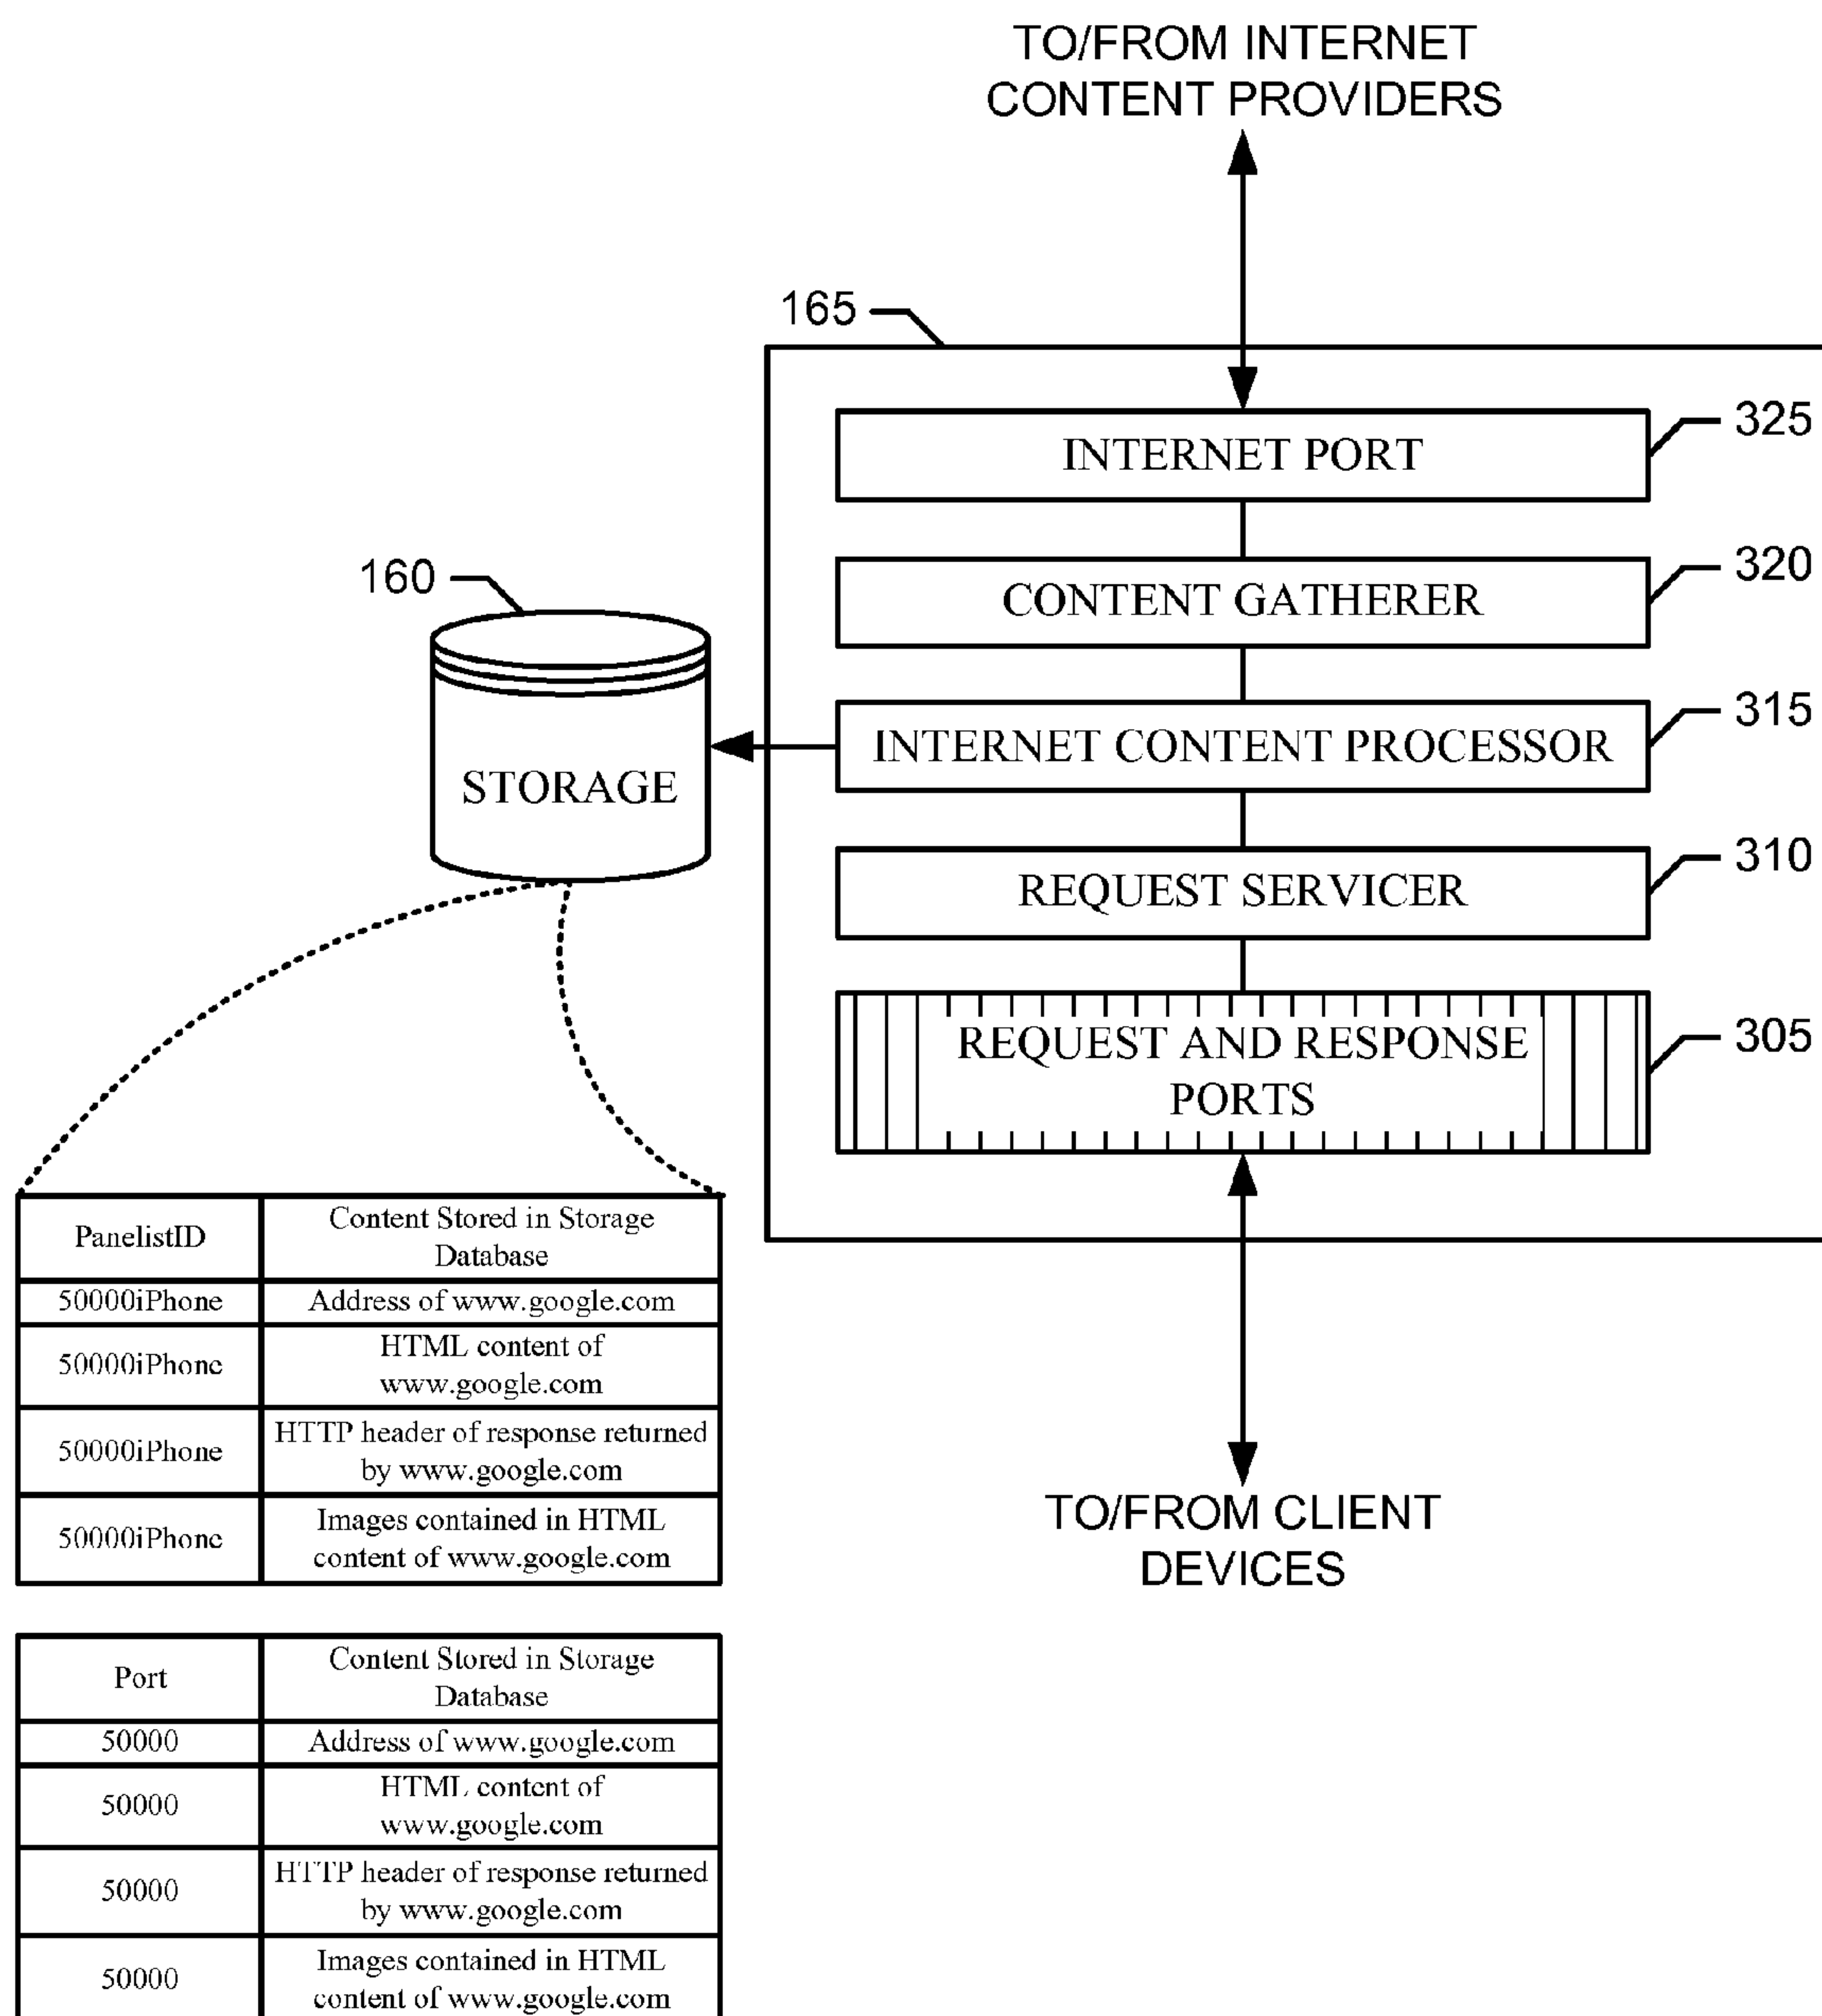 TO/FROM INTERNET
CONTENT PROVIDERS
165
INTERNET PORT
325
CONTENT GATHERER
320
160
STORAGE
INTERNET CONTENT PROCESSOR
315
REQUEST SERVICER
310
REQUEST AND RESPONSE
PORTS
305
TO/FROM CLIENT
DEVICES
PanelistID
Content Stored in Storage
Database
50000iPhone
Address of www.google.com
50000iPhone
HTML content of
www.google.com
50000iPhone
HTTP header of response returned
by www.google.com
50000iPhone
Images contained in HTML
content of www.google.com
Port
Content Stored in Storage
Database
50000
Address of www.google.com
50000
HTML content of
www.google.com
50000
HTTP header of response returned
by www.google.com
50000
Images contained in HTML
content of www.google.com